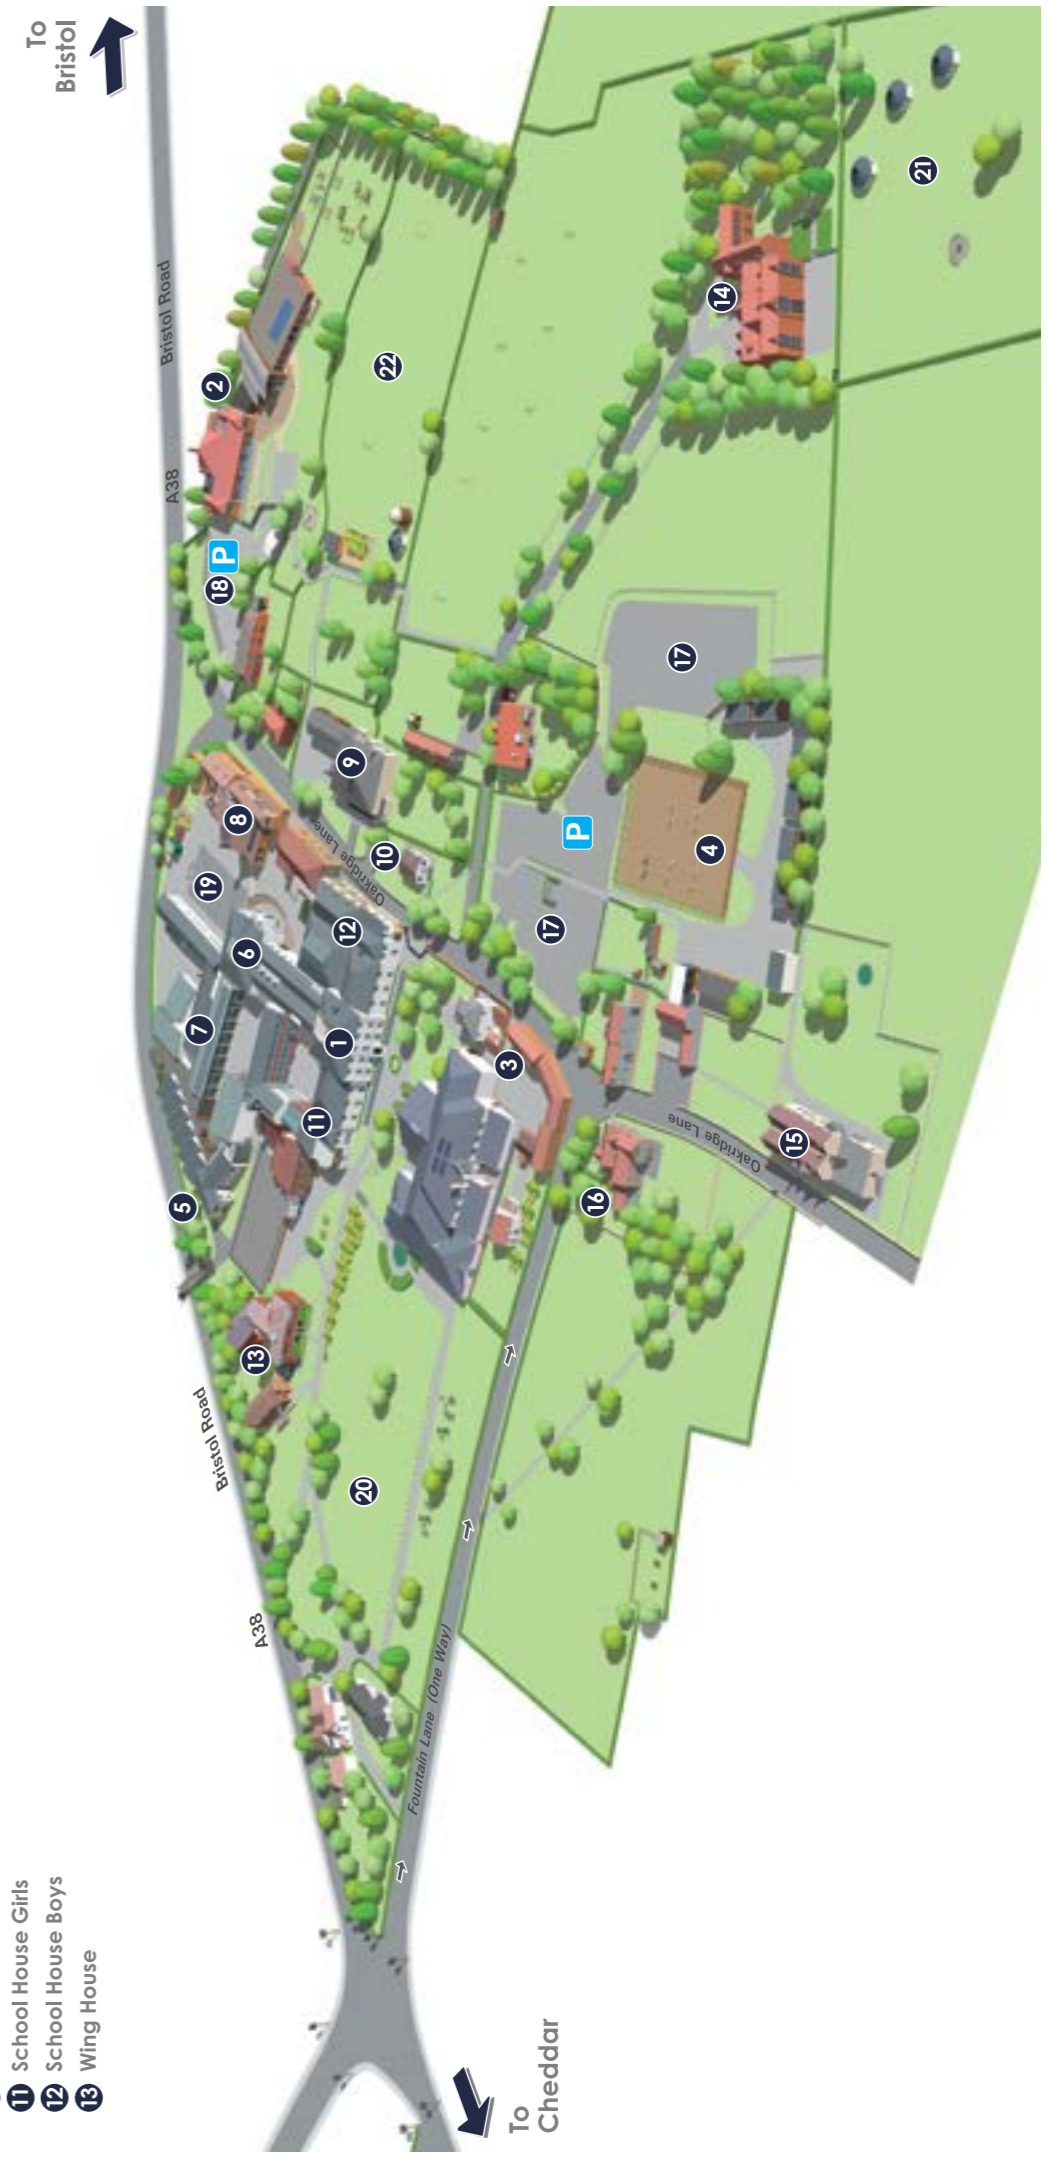 11 School House Girls
12 School House Boys
13 Wing House
To
Cheddar
To
Bristol
A38
Bristol Road
A38
Bristol Road
Fountain Lane (One Way)
Oakridge Lane
Oakridge Lane
P
P
1
2
3
4
5
6
7
8
9
10
11
12
13
14
15
16
17
17
18
19
20
21
22